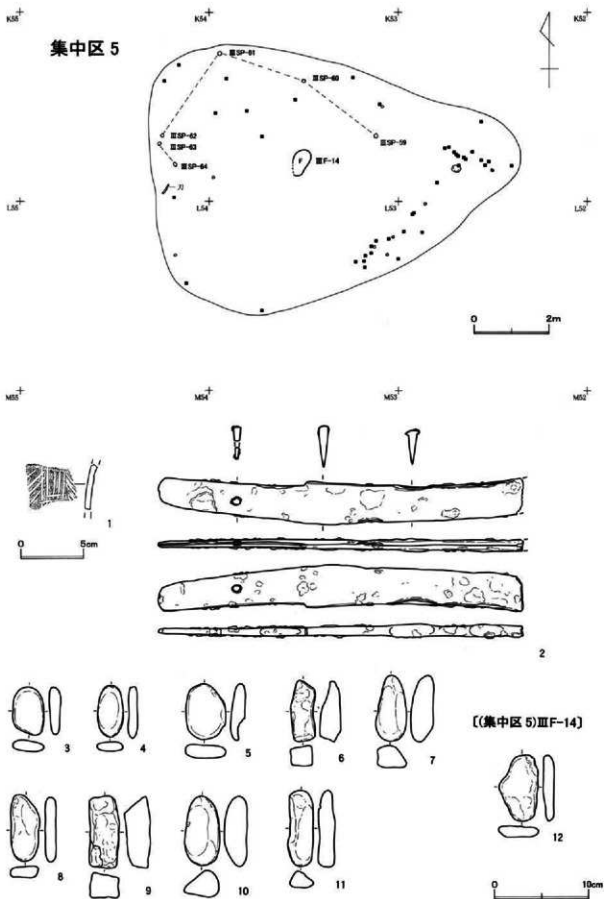 K55 K54 K53 K52
集中区 5
ⅢSP-61
ⅢSP-60
ⅢSP-62
ⅢSP-59
ⅢSP-63
F ⅢF-14
ⅢSP-64
刀
L55 L54 L53 L52
0 2m
M55 M54 M53 M52
1
0 5cm
2
3 4 5 6 7
[(集中区 5)ⅢF-14]
8 9 10 11 12
0 10cm